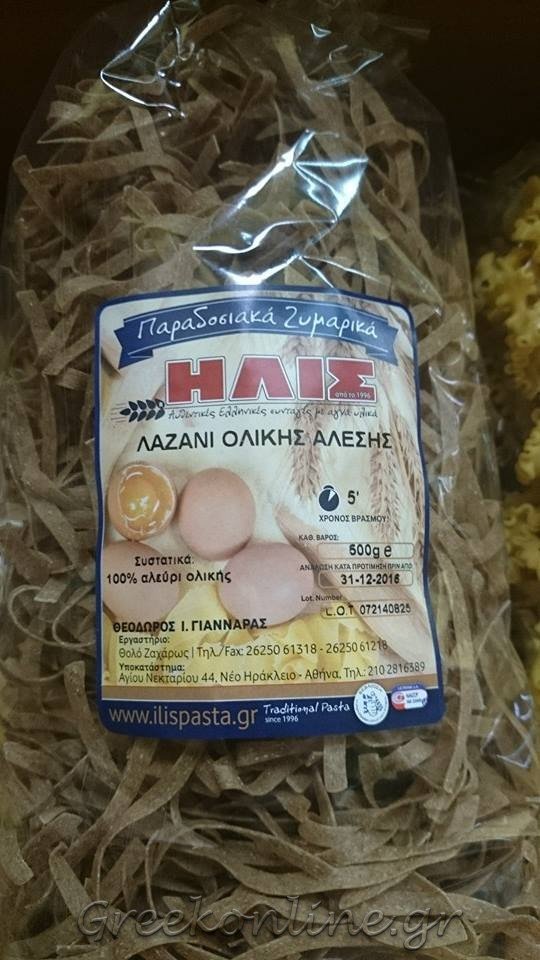 Παραδοσιακά Ζυμαρικά
ΗΛΙΣ
από το 1996
Αυθεντικές Ελληνικές συνταγές με αγνά υλικά
ΛΑΖΑΝΙ ΟΛΙΚΗΣ ΑΛΕΣΗΣ
5'
ΧΡΟΝΟΣ ΒΡΑΣΜΟΥ
ΚΑΘ. ΒΑΡΟΣ:
500g e
Συστατικά:
100% αλεύρι ολικής
ΑΝΑΛΩΣΗ ΚΑΤΑ ΠΡΟΤΙΜΗΣΗ ΠΡΙΝ ΑΠΟ
31-12-2016
Lot. Number
L.O.T 072140825
ΘΕΟΔΩΡΟΣ Ι. ΓΙΑΝΝΑΡΑΣ
Εργαστήριο:
Θολό Ζαχάρως | Τηλ./Fax: 26250 61318 - 26250 61218
Υποκατάστημα:
Αγίου Νεκταρίου 44, Νέο Ηράκλειο - Αθήνα, Τηλ.: 210 2816389
www.ilispasta.gr Traditional Pasta
since 1996
Greekonline.gr